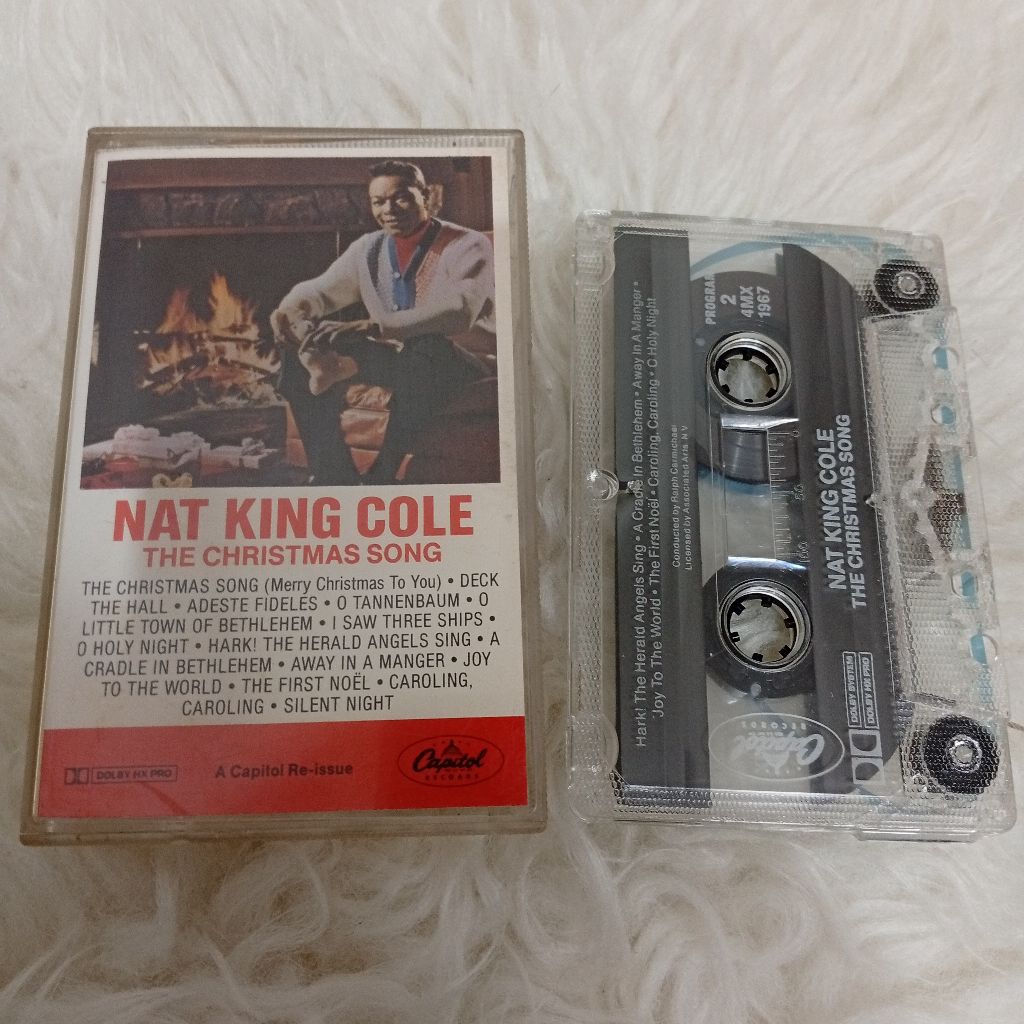 NAT KING COLE
THE CHRISTMAS SONG
THE CHRISTMAS SONG (Merry Christmas To You) • DECK
THE HALL • ADESTE FIDELES • O TANNENBAUM • O
LITTLE TOWN OF BETHLEHEM • I SAW THREE SHIPS •
O HOLY NIGHT • HARK! THE HERALD ANGELS SING • A
CRADLE IN BETHLEHEM • AWAY IN A MANGER • JOY
TO THE WORLD • THE FIRST NOËL • CAROLING,
CAROLING • SILENT NIGHT
DOLBY HX PRO
A Capitol Re-issue
Capitol
RECORDS
Hark! The Herald Angels Sing • A Cradle In Bethlehem • Away In A Manger •
Joy To The World • The First Noël • Caroling, Caroling • O Holy Night
Conducted by Ralph Carmichael
Licensed by Associated Arts N V
PROGRAM
2
4MX
1967
50
NAT KING COLE
THE CHRISTMAS SONG
Capitol
RECORDS
DOLBY SYSTEM
DOLBY HX PRO